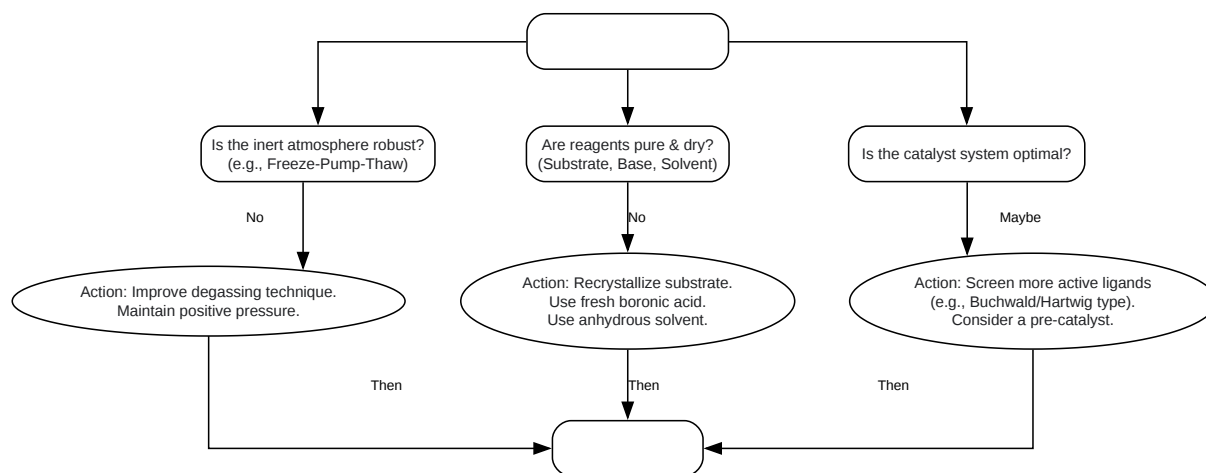 Is the inert atmosphere robust?
(e.g., Freeze-Pump-Thaw)
Are reagents pure & dry?
(Substrate, Base, Solvent)
Is the catalyst system optimal?
No
No
Maybe
Action: Improve degassing technique.
Maintain positive pressure.
Action: Recrystallize substrate.
Use fresh boronic acid.
Use anhydrous solvent.
Action: Screen more active ligands
(e.g., Buchwald/Hartwig type).
Consider a pre-catalyst.
Then
Then
Then